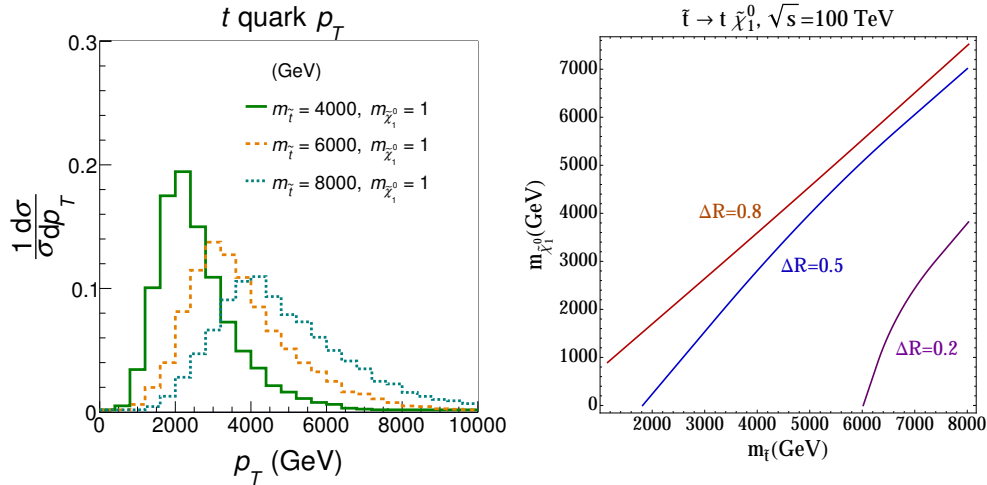 t quark p_T
0.3
0.2
0.1
0
1 dσ
σ dp_T
(GeV)
m_t̃ = 4000, m_χ̃₁⁰ = 1
m_t̃ = 6000, m_χ̃₁⁰ = 1
m_t̃ = 8000, m_χ̃₁⁰ = 1
0 2000 4000 6000 8000 10000
p_T (GeV)
t̃ → t χ̃₁⁰, √s =100 TeV
7000
6000
5000
4000
3000
2000
1000
0
m_χ̃₁⁰(GeV)
ΔR=0.8
ΔR=0.5
ΔR=0.2
2000 3000 4000 5000 6000 7000 8000
m_t̃(GeV)